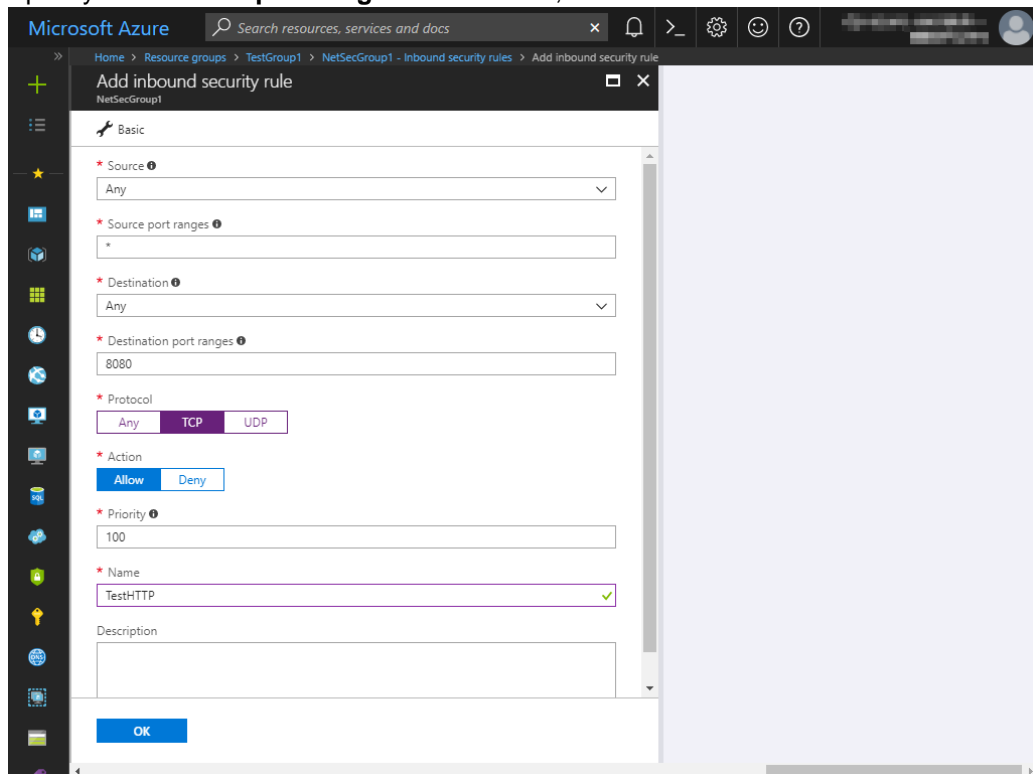 Microsoft Azure
Search resources, services and docs
Home > Resource groups > TestGroup1 > NetSecGroup1 - Inbound security rules > Add inbound security rule
Add inbound security rule
NetSecGroup1
Basic
* Source
Any
* Source port ranges
*
* Destination
Any
* Destination port ranges
8080
* Protocol
Any TCP UDP
* Action
Allow Deny
* Priority
100
* Name
TestHTTP
Description
SQL
DNS
OK